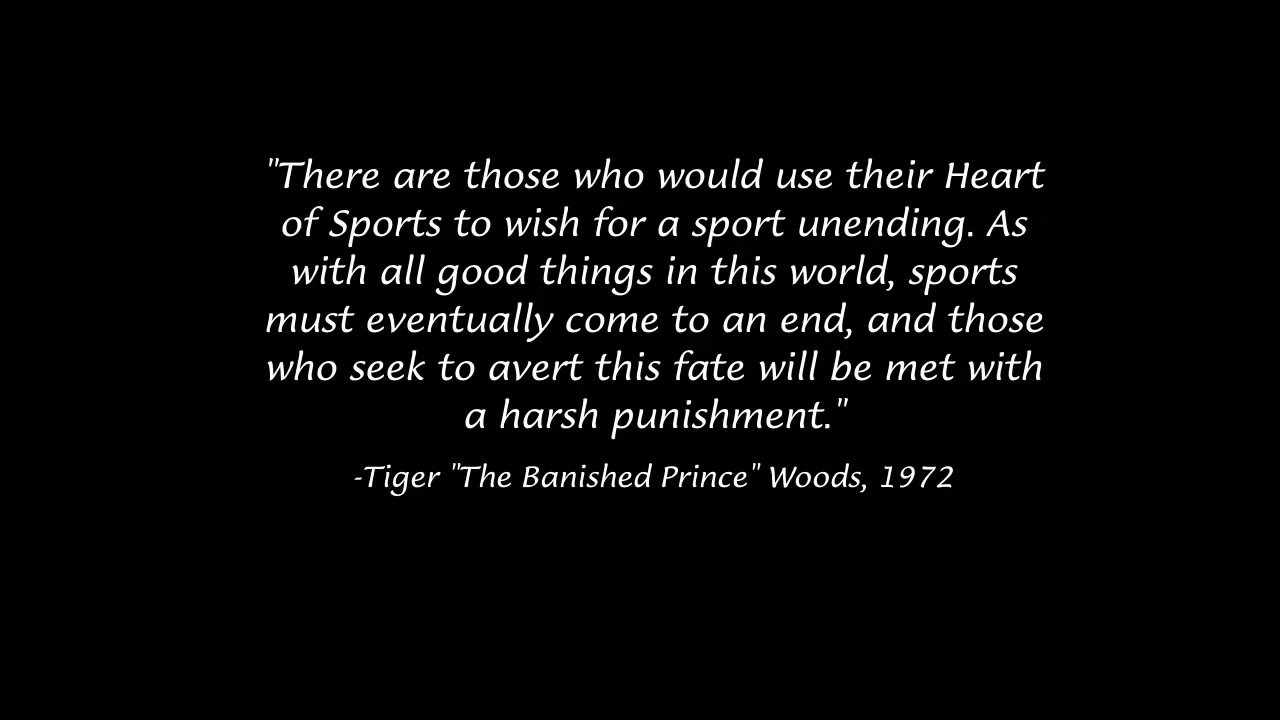 "There are those who would use their Heart
of Sports to wish for a sport unending. As
with all good things in this world, sports
must eventually come to an end, and those
who seek to avert this fate will be met with
a harsh punishment."
-Tiger "The Banished Prince" Woods, 1972